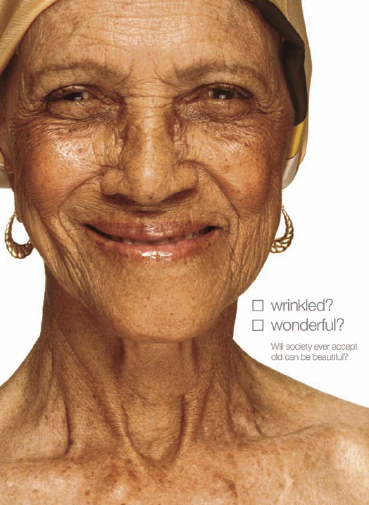 wrinkled?
wonderful?
Will society ever accept
old can be beautiful?